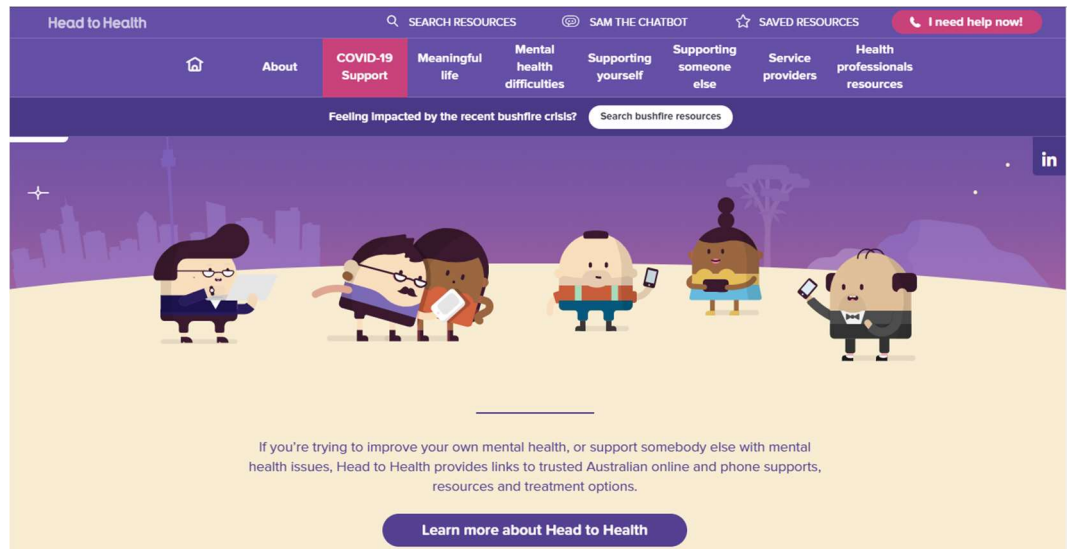 Head to Health
SEARCH RESOURCES
SAM THE CHATBOT
SAVED RESOURCES
I need help now!
About
COVID-19
Support
Meaningful
life
Mental
health
difficulties
Supporting
yourself
Supporting
someone
else
Service
providers
Health
professionals
resources
Feeling impacted by the recent bushfire crisis?
Search bushfire resources
in
If you're trying to improve your own mental health, or support somebody else with mental
health issues, Head to Health provides links to trusted Australian online and phone supports,
resources and treatment options.
Learn more about Head to Health